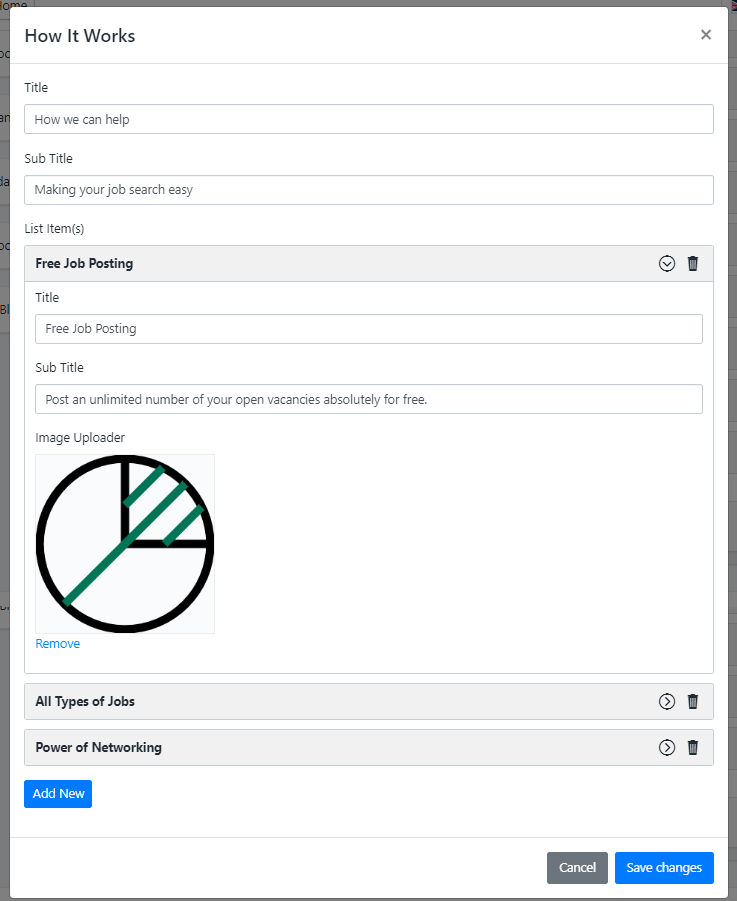 Home
How It Works
×
Title
How we can help
Sub Title
Making your job search easy
List Item(s)
Free Job Posting
Title
Free Job Posting
Sub Title
Post an unlimited number of your open vacancies absolutely for free.
Image Uploader
Remove
All Types of Jobs
Power of Networking
Add New
Cancel
Save changes